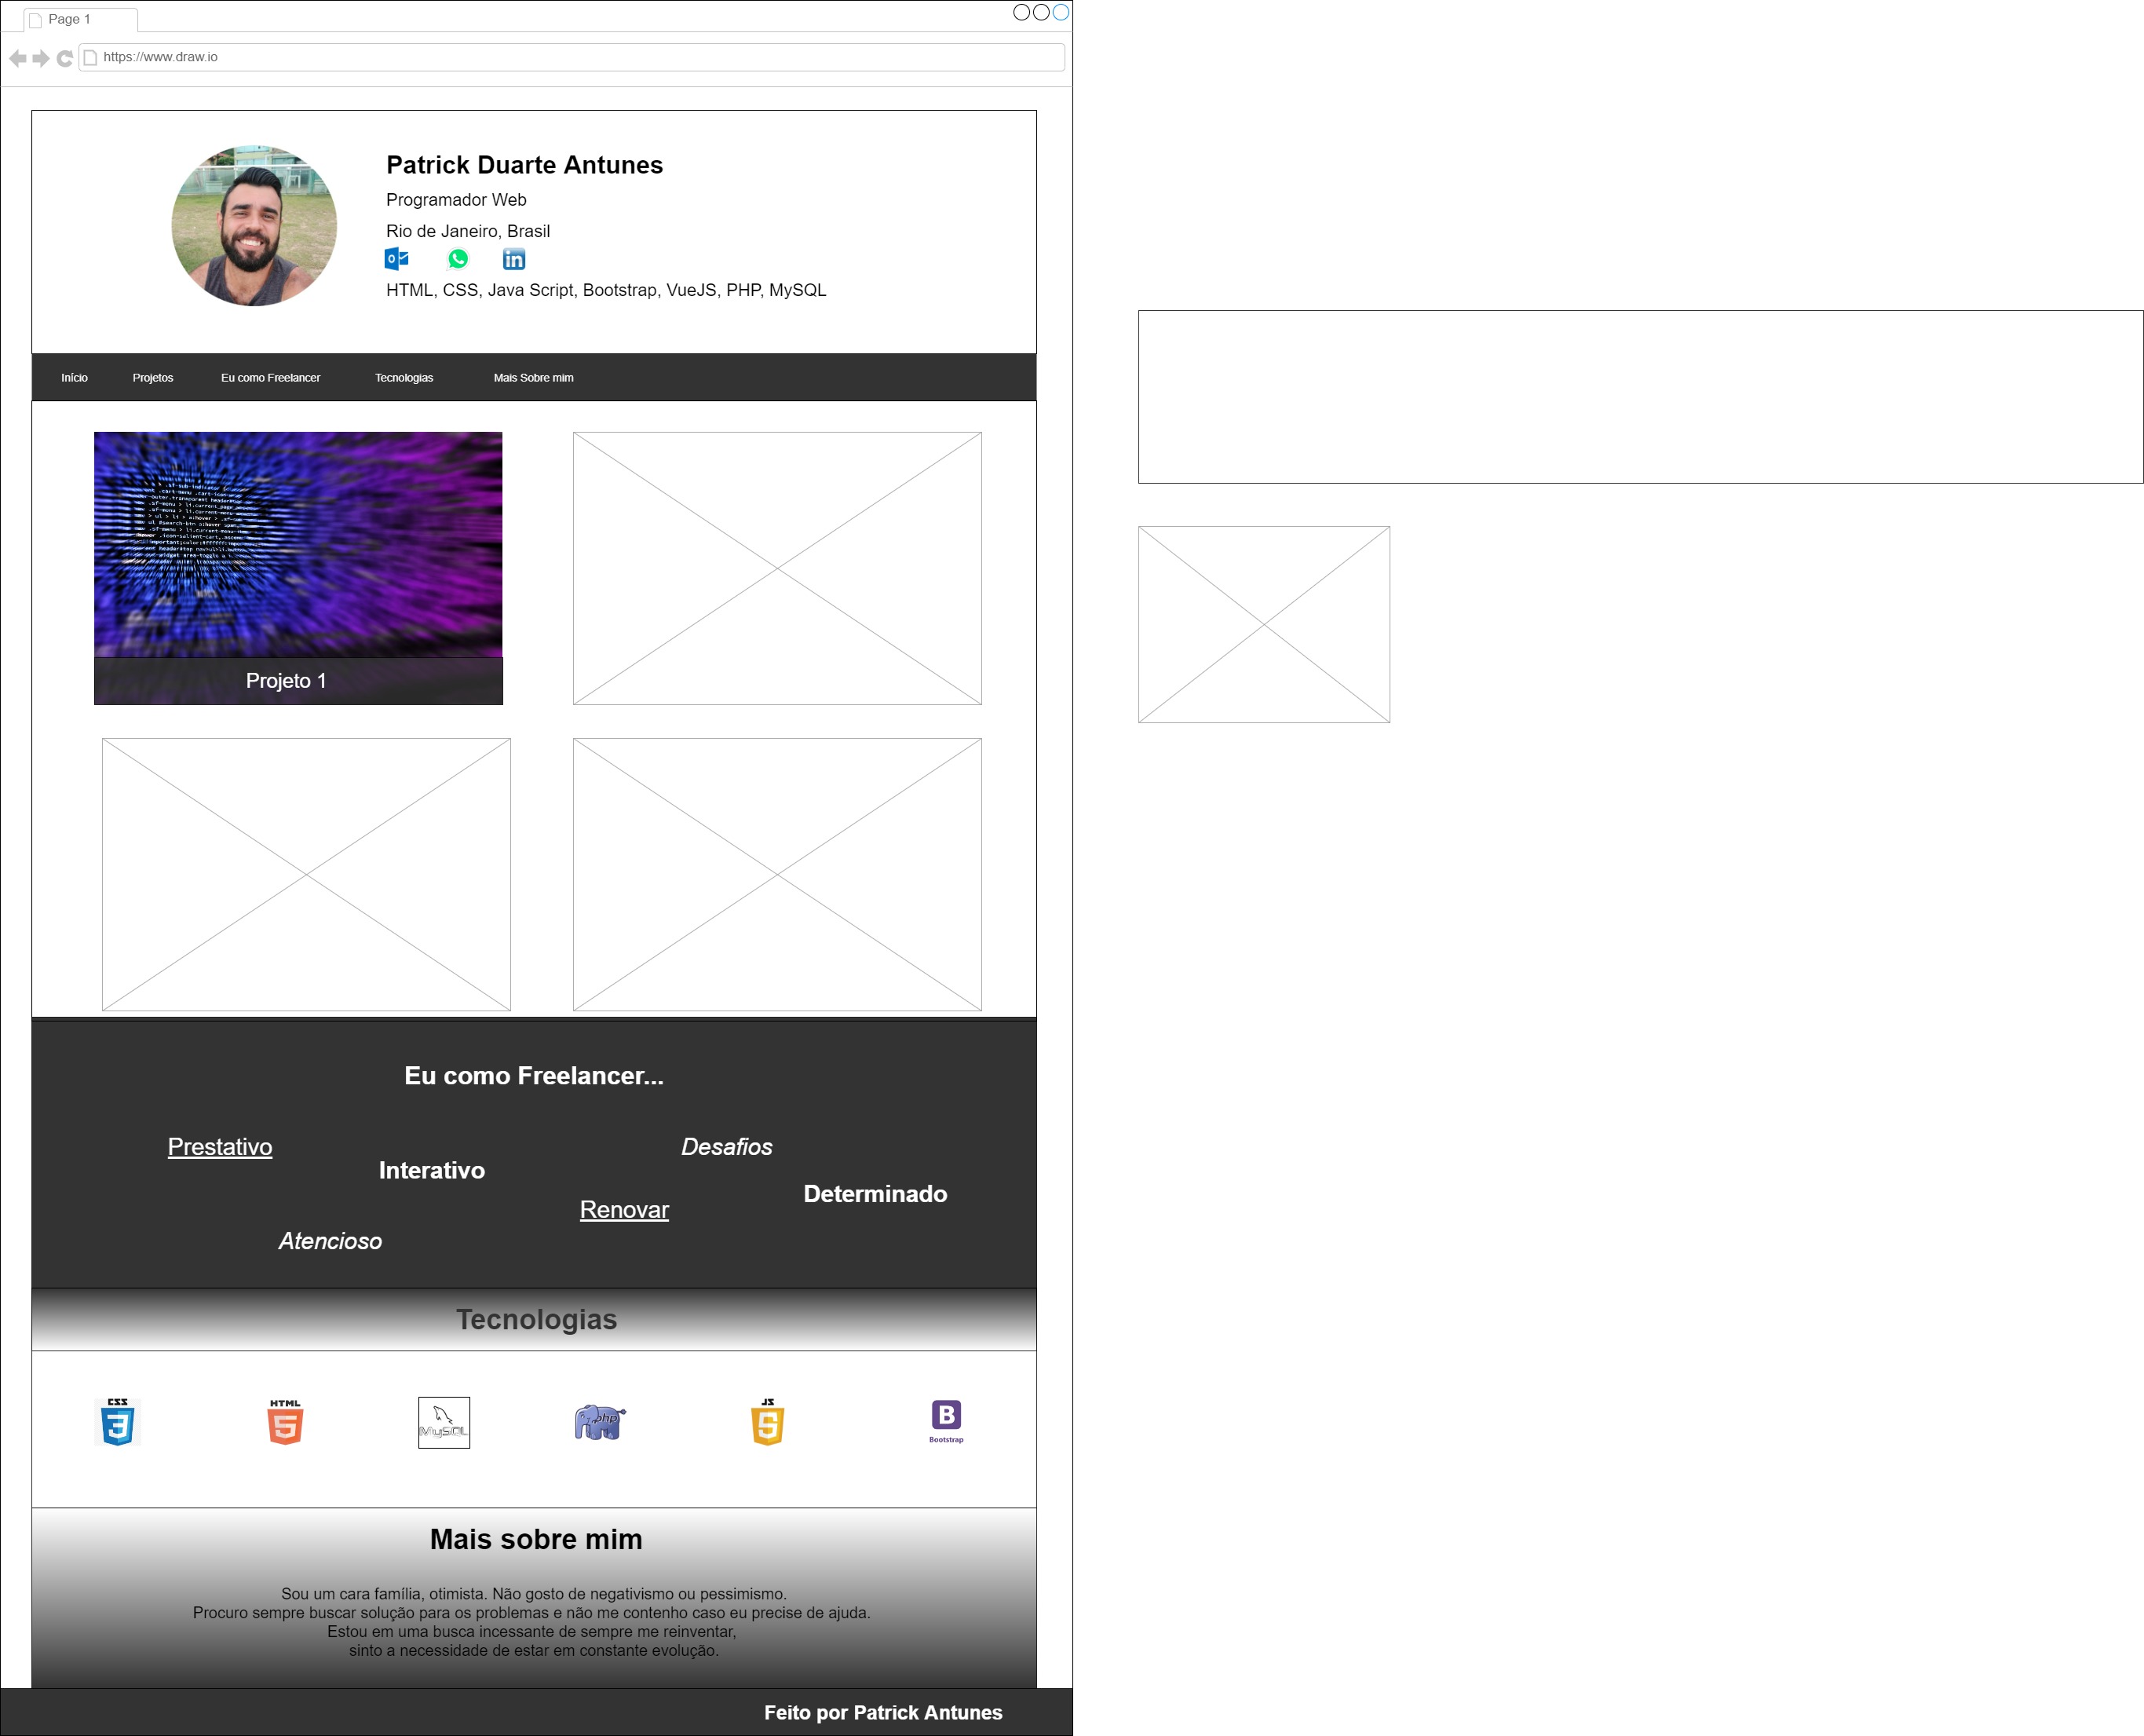 Page 1
https://www.draw.io
Patrick Duarte Antunes
Programador Web
Rio de Janeiro, Brasil
HTML, CSS, Java Script, Bootstrap, VueJS, PHP, MySQL
Início Projetos Eu como Freelancer Tecnologias Mais Sobre mim
Projeto 1
Eu como Freelancer...
Prestativo
Desafios
Interativo
Determinado
Renovar
Atencioso
Tecnologias
CSS
3
HTML
5
MySQL
php
JS
5
B
Bootstrap
Mais sobre mim
Sou um cara família, otimista. Não gosto de negativismo ou pessimismo.
Procuro sempre buscar solução para os problemas e não me contenho caso eu precise de ajuda.
Estou em uma busca incessante de sempre me reinventar,
sinto a necessidade de estar em constante evolução.
Feito por Patrick Antunes